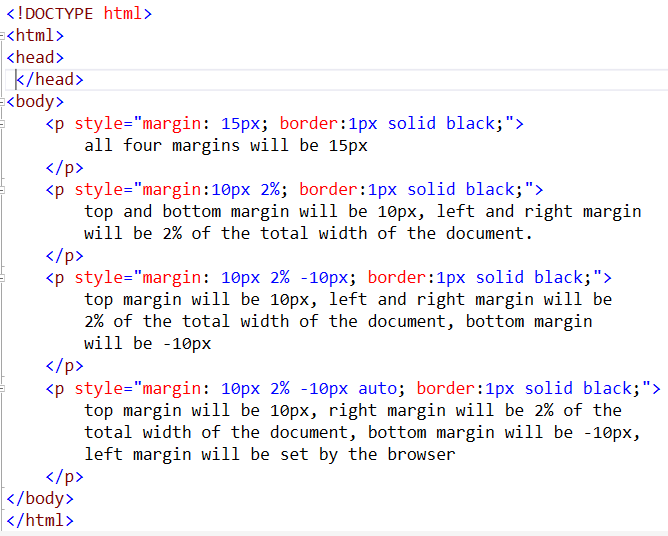 <!DOCTYPE html>
<html>
<head>
</head>
<body>
<p style="margin: 15px; border:1px solid black;">
all four margins will be 15px
</p>
<p style="margin:10px 2%; border:1px solid black;">
top and bottom margin will be 10px, left and right margin
will be 2% of the total width of the document.
</p>
<p style="margin: 10px 2% -10px; border:1px solid black;">
top margin will be 10px, left and right margin will be
2% of the total width of the document, bottom margin
will be -10px
</p>
<p style="margin: 10px 2% -10px auto; border:1px solid black;">
top margin will be 10px, right margin will be 2% of the
total width of the document, bottom margin will be -10px,
left margin will be set by the browser
</p>
</body>
</html>